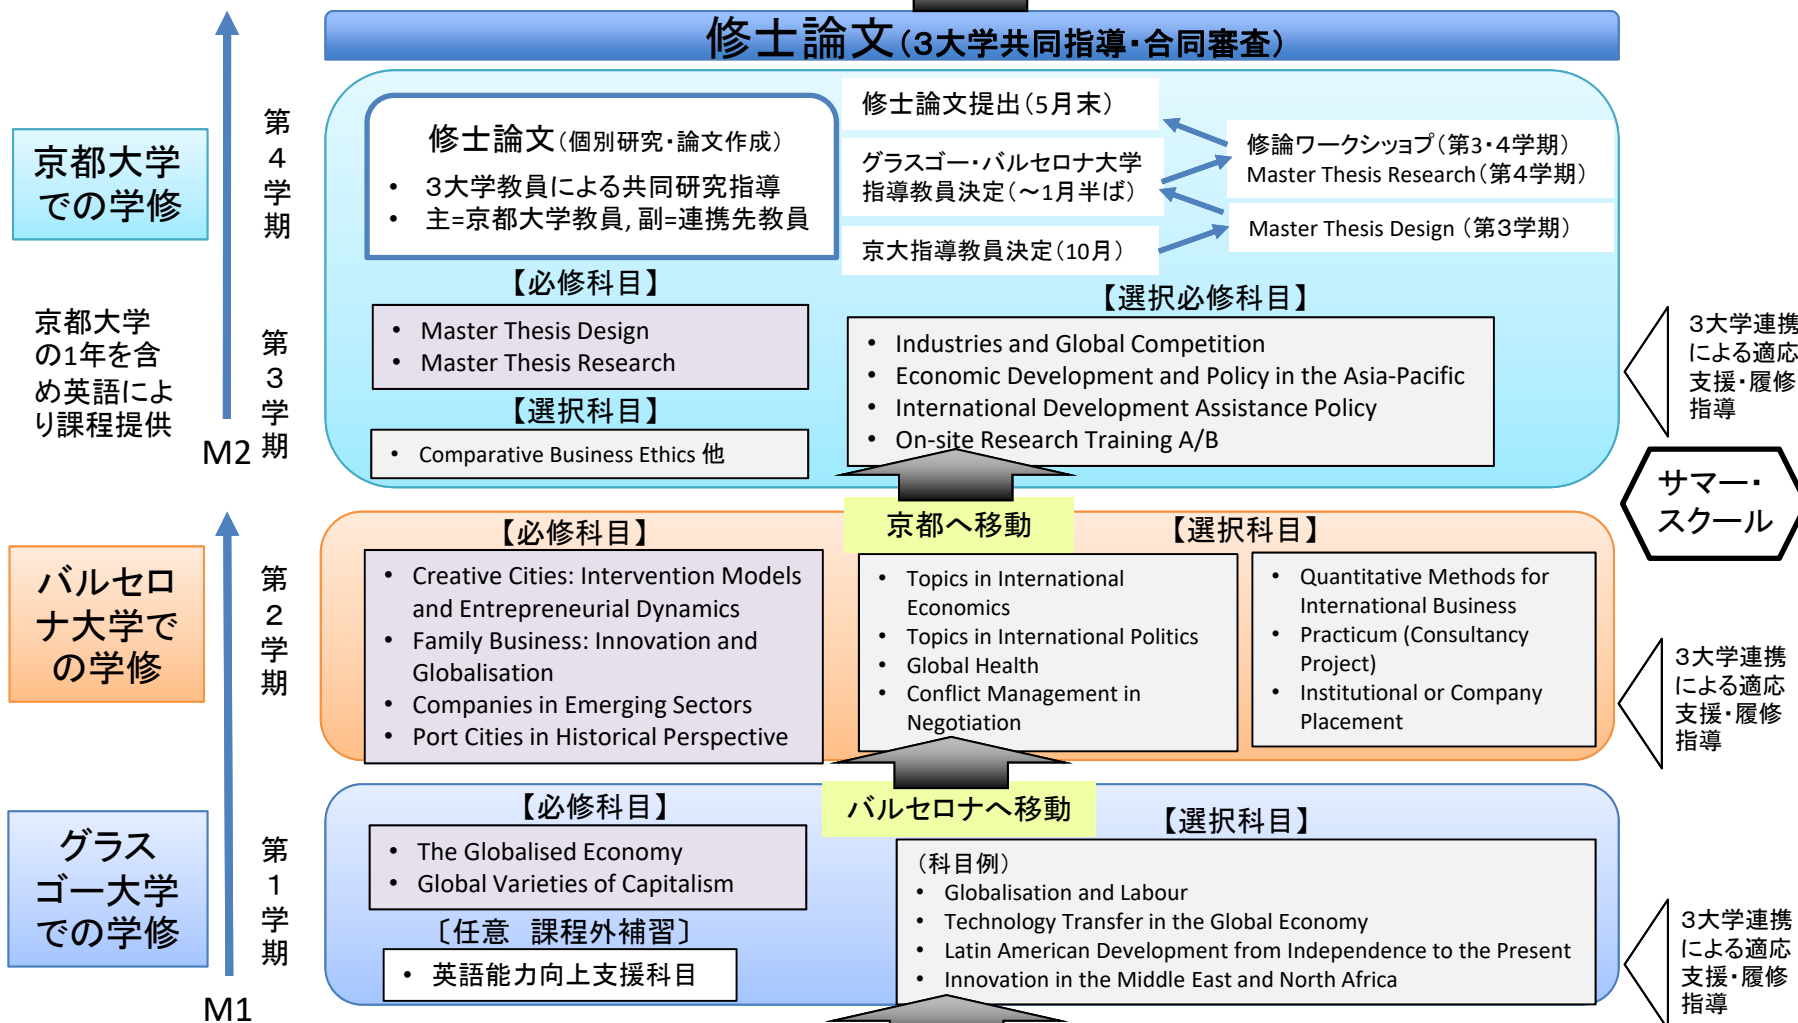 修士論文(3大学共同指導・合同審査)
京都大学
での学修
第4学期
修士論文(個別研究・論文作成)
• 3大学教員による共同研究指導
• 主=京都大学教員, 副=連携先教員
修士論文提出(5月末)
グラスゴー・バルセロナ大学
指導教員決定(～1月半ば)
京大指導教員決定(10月)
修論ワークショップ(第3・4学期)
Master Thesis Research(第4学期)
Master Thesis Design (第3学期)
京都大学
の1年を含
め英語によ
り課程提供
M2
第3学期
【必修科目】
• Master Thesis Design
• Master Thesis Research
【選択科目】
• Comparative Business Ethics 他
【選択必修科目】
• Industries and Global Competition
• Economic Development and Policy in the Asia-Pacific
• International Development Assistance Policy
• On-site Research Training A/B
3大学連携
による適応
支援・履修
指導
サマー・
スクール
京都へ移動
バルセロ
ナ大学で
の学修
第2学期
【必修科目】
• Creative Cities: Intervention Models
and Entrepreneurial Dynamics
• Family Business: Innovation and
Globalisation
• Companies in Emerging Sectors
• Port Cities in Historical Perspective
【選択科目】
• Topics in International
Economics
• Topics in International Politics
• Global Health
• Conflict Management in
Negotiation
• Quantitative Methods for
International Business
• Practicum (Consultancy
Project)
• Institutional or Company
Placement
3大学連携
による適応
支援・履修
指導
バルセロナへ移動
グラス
ゴー大学
での学修
第1学期
M1
【必修科目】
• The Globalised Economy
• Global Varieties of Capitalism
〔任意 課程外補習〕
• 英語能力向上支援科目
【選択科目】
(科目例)
• Globalisation and Labour
• Technology Transfer in the Global Economy
• Latin American Development from Independence to the Present
• Innovation in the Middle East and North Africa
3大学連携
による適応
支援・履修
指導